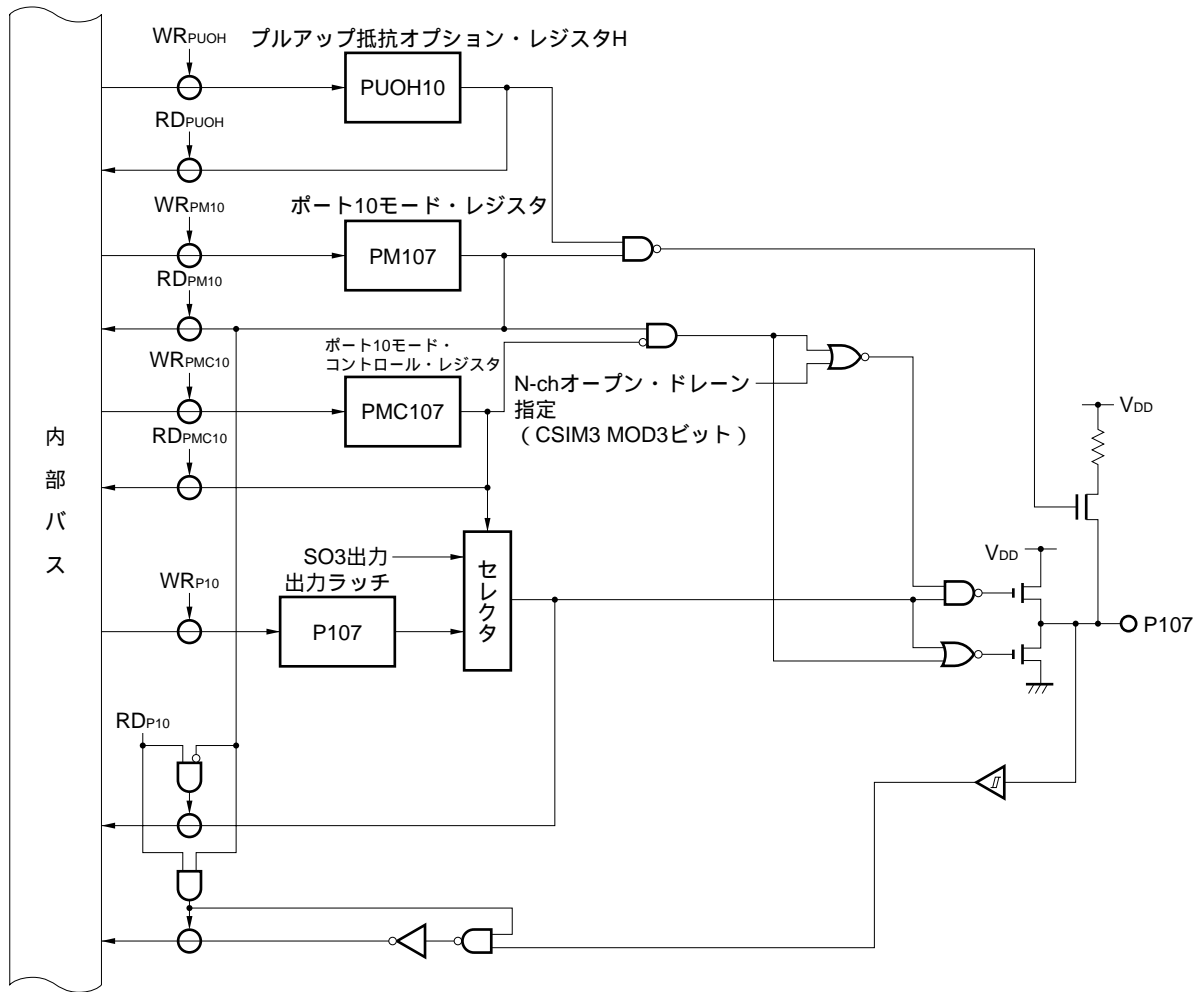 WRPUOH
プルアップ抵抗オプション・レジスタH
PUOH10
RDPUOH
WRPM10
ポート10モード・レジスタ
PM107
RDPM10
WRPMC10
ポート10モード・
コントロール・レジスタ
PMC107
N-chオープン・ドレーン
指定
(CSIM3 MOD3ビット)
RDPMC10
VDD
内部バス
SO3出力
出力ラッチ
セレクタ
VDD
WRP10
P107
P107
RDP10